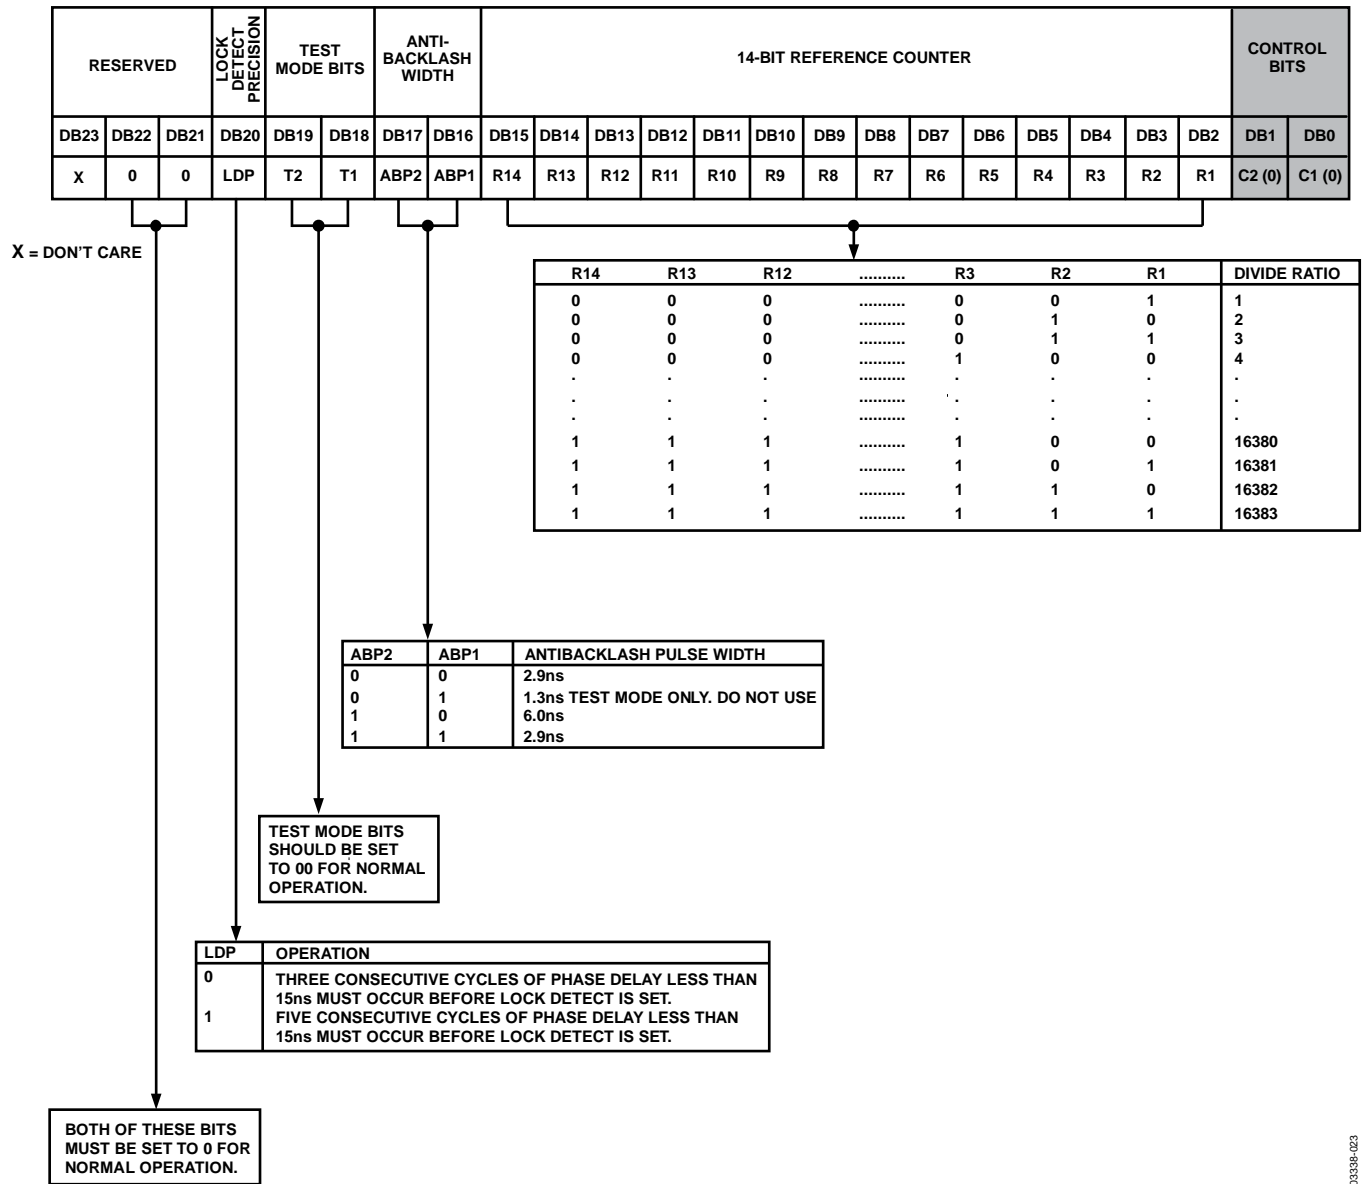 RESERVED
LOCK
DETECT
PRECISION
TEST
MODE BITS
ANTI-
BACKLASH
WIDTH
14-BIT REFERENCE COUNTER
CONTROL
BITS
DB23 DB22 DB21 DB20 DB19 DB18 DB17 DB16 DB15 DB14 DB13 DB12 DB11 DB10 DB9 DB8 DB7 DB6 DB5 DB4 DB3 DB2 DB1 DB0
X 0 0 LDP T2 T1 ABP2 ABP1 R14 R13 R12 R11 R10 R9 R8 R7 R6 R5 R4 R3 R2 R1 C2 (0) C1 (0)
X = DON'T CARE
R14 R13 R12 .......... R3 R2 R1 DIVIDE RATIO
0 0 0 .......... 0 0 1 1
0 0 0 .......... 0 1 0 2
0 0 0 .......... 0 1 1 3
0 0 0 .......... 1 0 0 4
. . . .......... . . . .
. . . .......... . . . .
. . . .......... . . . .
1 1 1 .......... 1 0 0 16380
1 1 1 .......... 1 0 1 16381
1 1 1 .......... 1 1 0 16382
1 1 1 .......... 1 1 1 16383
ABP2 ABP1 ANTIBACKLASH PULSE WIDTH
0 0 2.9ns
0 1 1.3ns TEST MODE ONLY. DO NOT USE
1 0 6.0ns
1 1 2.9ns
TEST MODE BITS
SHOULD BE SET
TO 00 FOR NORMAL
OPERATION.
LDP OPERATION
0 THREE CONSECUTIVE CYCLES OF PHASE DELAY LESS THAN
15ns MUST OCCUR BEFORE LOCK DETECT IS SET.
1 FIVE CONSECUTIVE CYCLES OF PHASE DELAY LESS THAN
15ns MUST OCCUR BEFORE LOCK DETECT IS SET.
BOTH OF THESE BITS
MUST BE SET TO 0 FOR
NORMAL OPERATION.
03338-023